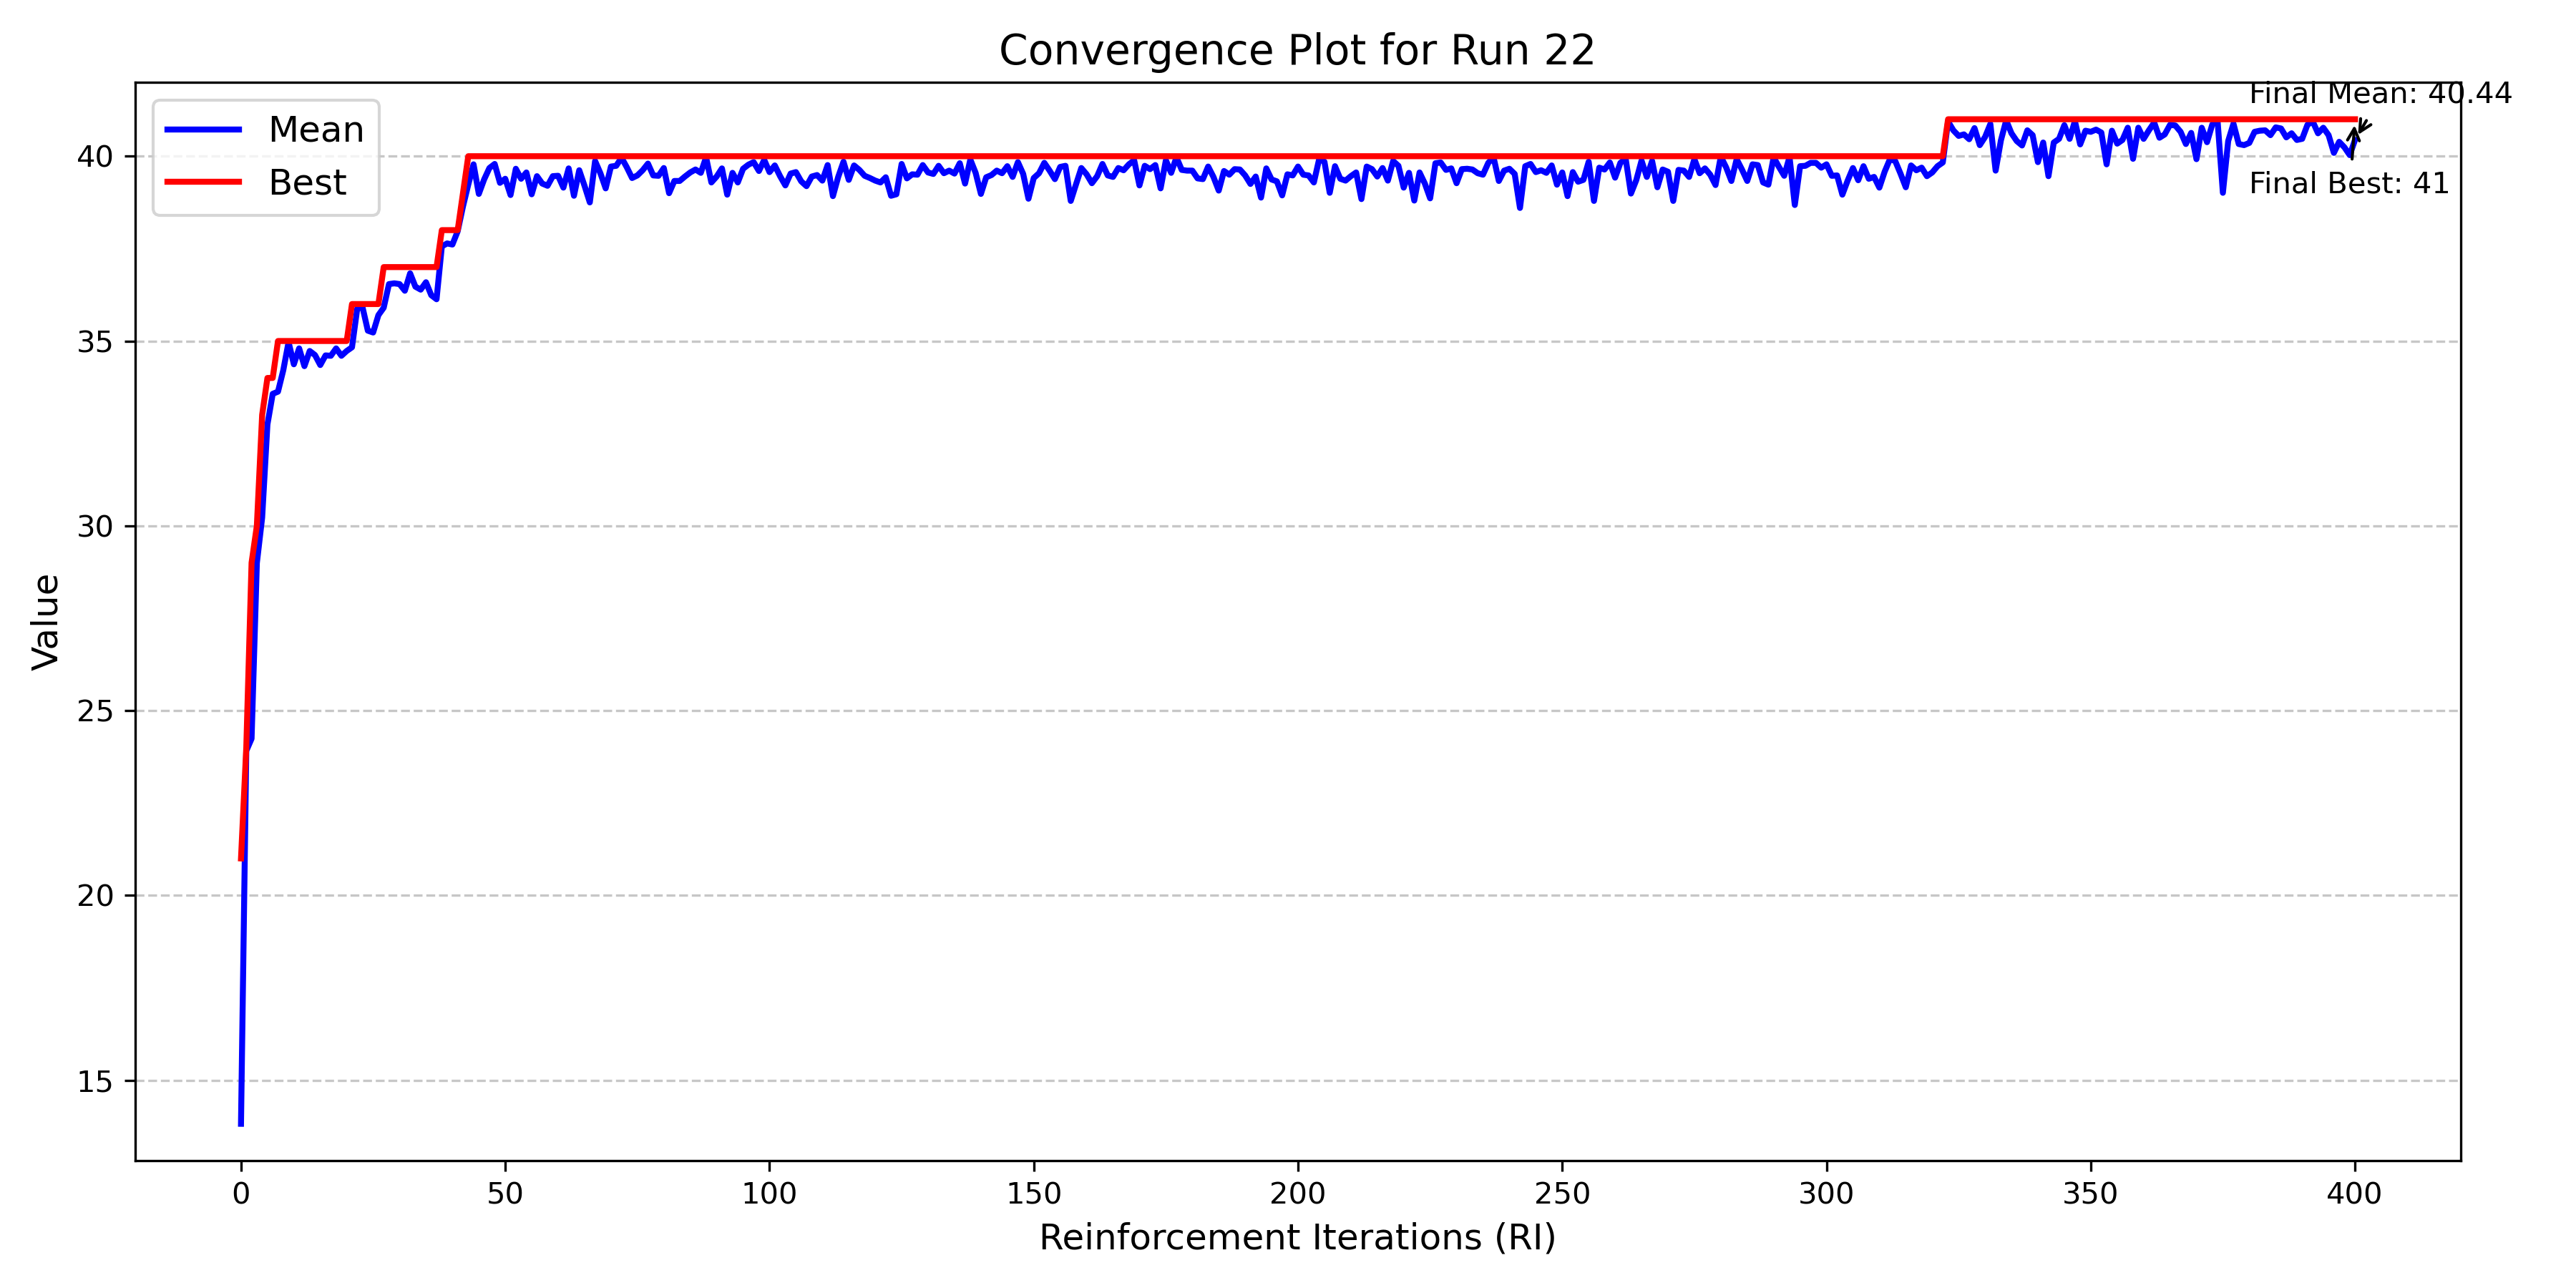 Convergence Plot for Run 22
Final Mean: 40.44
Mean
Best
Final Best: 41
40
35
30
25
20
15
Value
0 50 100 150 200 250 300 350 400
Reinforcement Iterations (RI)